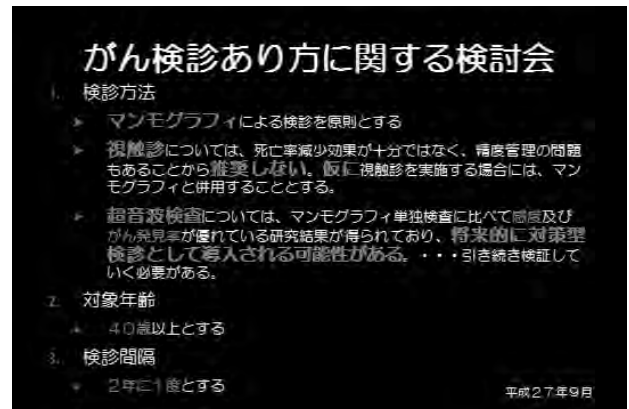 がん検診あり方に関する検討会
1. 検診方法
マンモグラフィによる検診を原則とする
視触診については、死亡率減少効果が十分ではなく、精度管理の問題
もあることから推奨しない。仮に視触診を実施する場合には、マン
モグラフィと併用することとする。
超音波検査については、マンモグラフィ単独検査に比べて感度及び
がん発見率が優れている研究結果が得られており、将来的に対策型
検診として導入される可能性がある。・・・引き続き検証して
いく必要がある。
2. 対象年齢
40歳以上とする
3. 検診間隔
2年に1度とする
平成27年9月